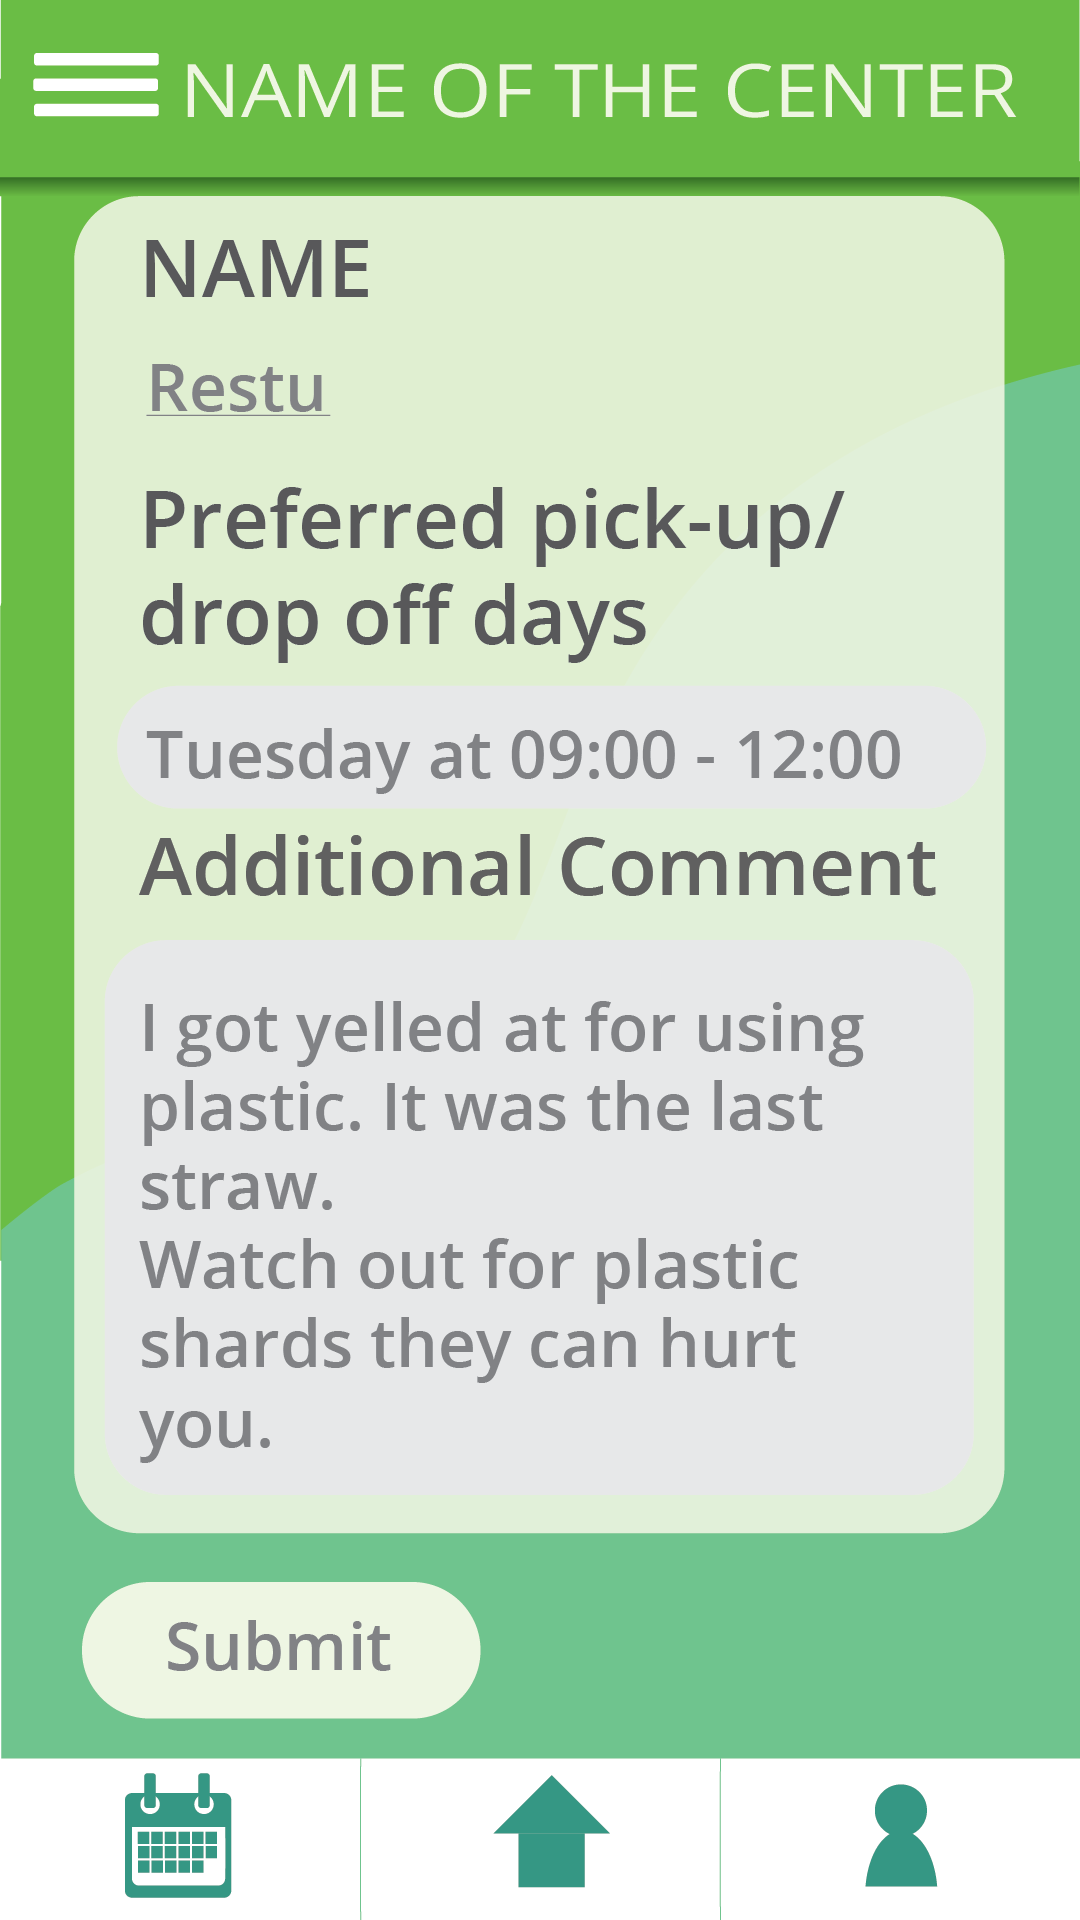 NAME OF THE CENTER
NAME
Restu
Preferred pick-up/
drop off days
Tuesday at 09:00 - 12:00
Additional Comment
I got yelled at for using
plastic. It was the last
straw.
Watch out for plastic
shards they can hurt
you.
Submit